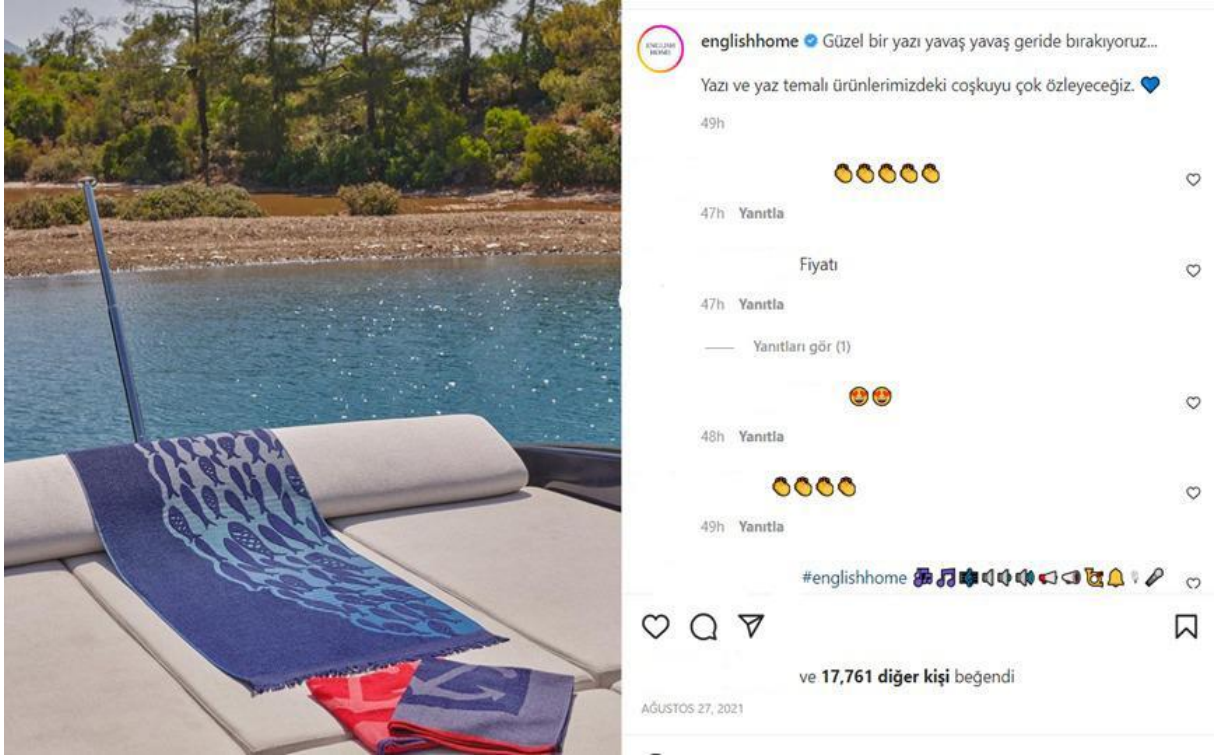 ENGLISH
HOME
englishhome Güzel bir yazı yavaş yavaş geride bırakıyoruz...
Yazı ve yaz temalı ürünlerimizdeki coşkuyu çok özleyeceğiz. 💙
49h
👏👏👏👏👏
47h Yanıtla
Fiyatı
47h Yanıtla
Yanıtları gör (1)
😍😍
48h Yanıtla
👏👏👏👏
49h Yanıtla
#englishhome
ve 17,761 diğer kişi beğendi
AĞUSTOS 27, 2021